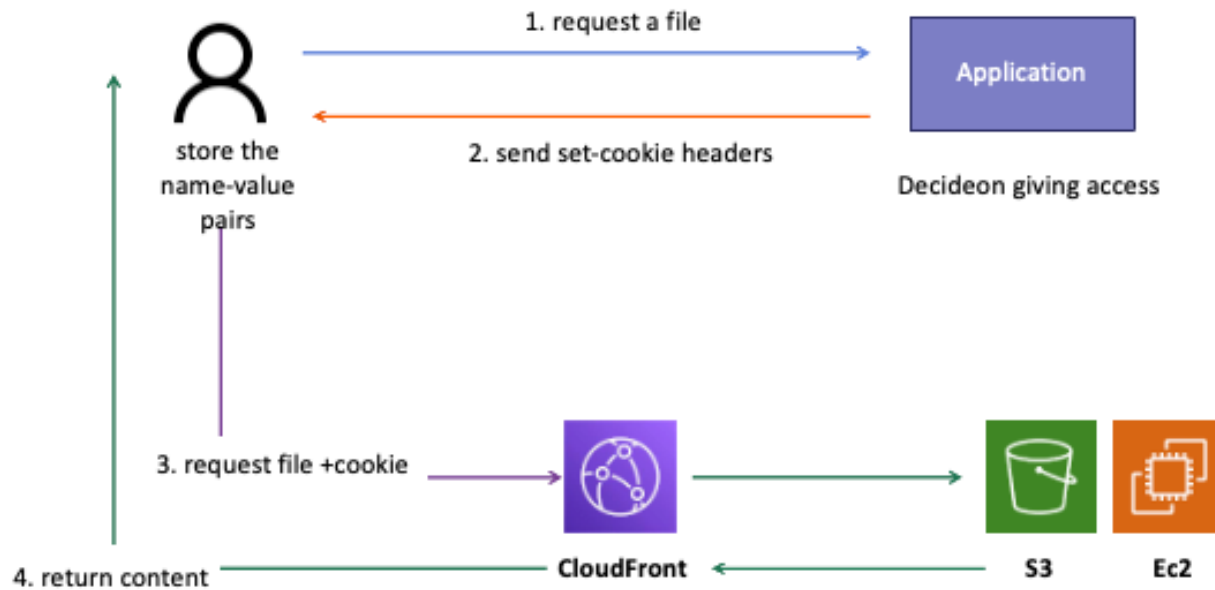 1. request a file
Application
store the
name-value
pairs
2. send set-cookie headers
Decideon giving access
3. request file +cookie
4. return content
CloudFront
S3
Ec2